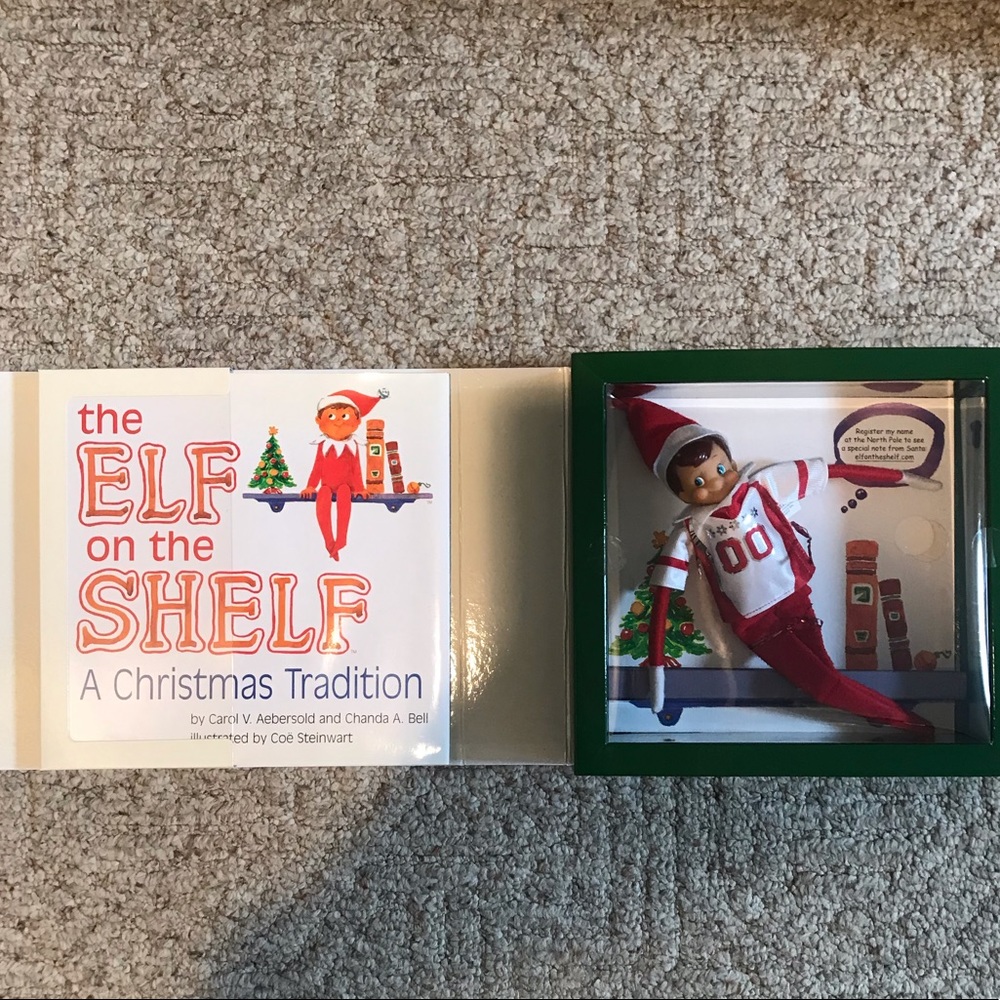 the
ELF
on the
SHELF
A Christmas Tradition
by Carol V. Aebersold and Chanda A. Bell
illustrated by Coë Steinwart
Register my name
at the North Pole to see
a special note from Santa
elfontheshelf.com
00